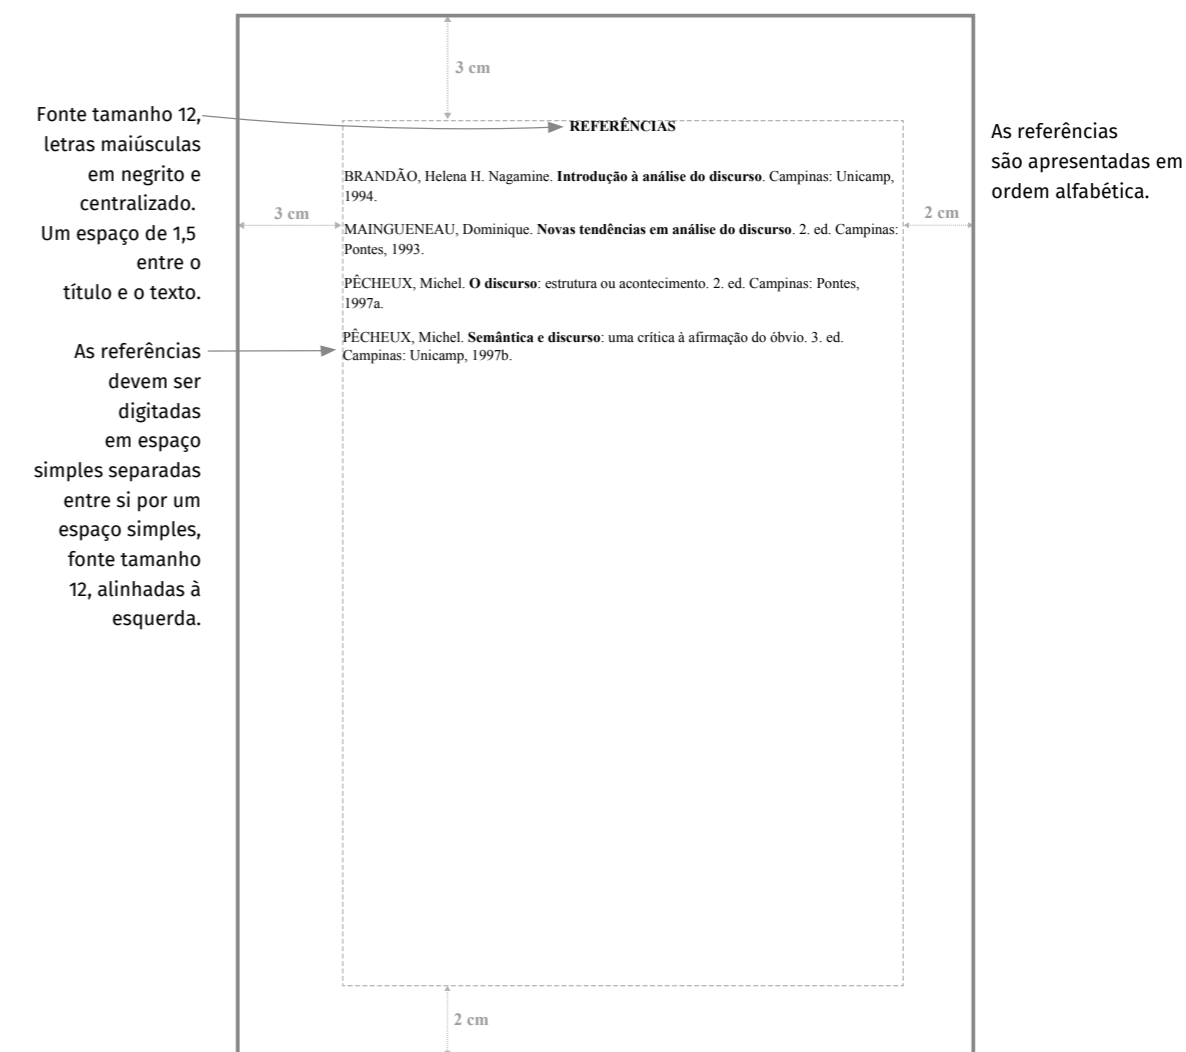 3 cm
Fonte tamanho 12,
letras maiúsculas
em negrito e
centralizado.
Um espaço de 1,5
entre o
título e o texto.
As referências
devem ser
digitadas
em espaço
simples separadas
entre si por um
espaço simples,
fonte tamanho
12, alinhadas à
esquerda.
3 cm
REFERÊNCIAS
BRANDÃO, Helena H. Nagamine. Introdução à análise do discurso. Campinas: Unicamp,
1994.
MAINGUENEAU, Dominique. Novas tendências em análise do discurso. 2. ed. Campinas:
Pontes, 1993.
PÊCHEUX, Michel. O discurso: estrutura ou acontecimento. 2. ed. Campinas: Pontes,
1997a.
PÊCHEUX, Michel. Semântica e discurso: uma crítica à afirmação do óbvio. 3. ed.
Campinas: Unicamp, 1997b.
2 cm
As referências
são apresentadas em
ordem alfabética.
2 cm